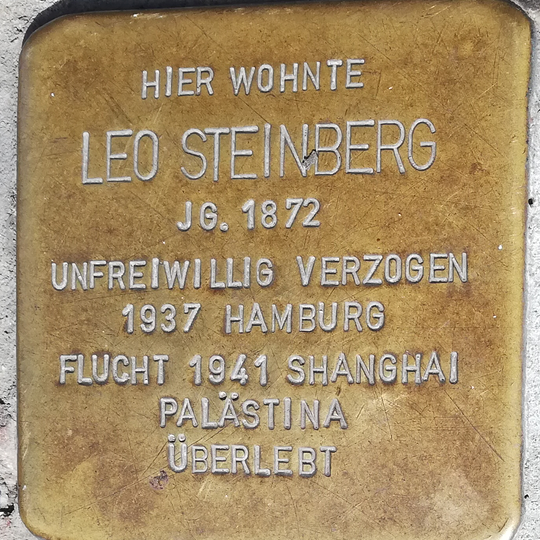 HIER WOHNTE
LEO STEINBERG
JG. 1872
UNFREIWILLIG VERZOGEN
1937 HAMBURG
FLUCHT 1941 SHANGHAI
PALÄSTINA
ÜBERLEBT